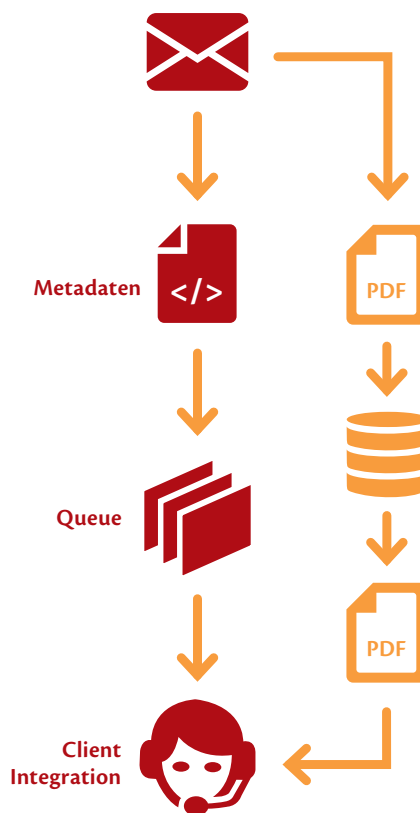 Metadaten
</>
PDF
Queue
PDF
Client
Integration